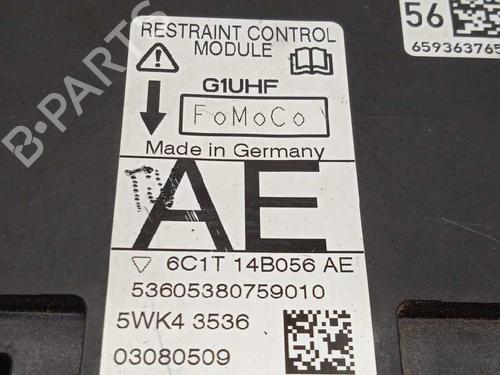 RESTRAINT CONTROL
MODULE
56
659363765
G1UHF
FoMoCo
Made in Germany
AE
6C1T 14B056 AE
53605380759010
5WK4 3536
03080509
B-PARTS